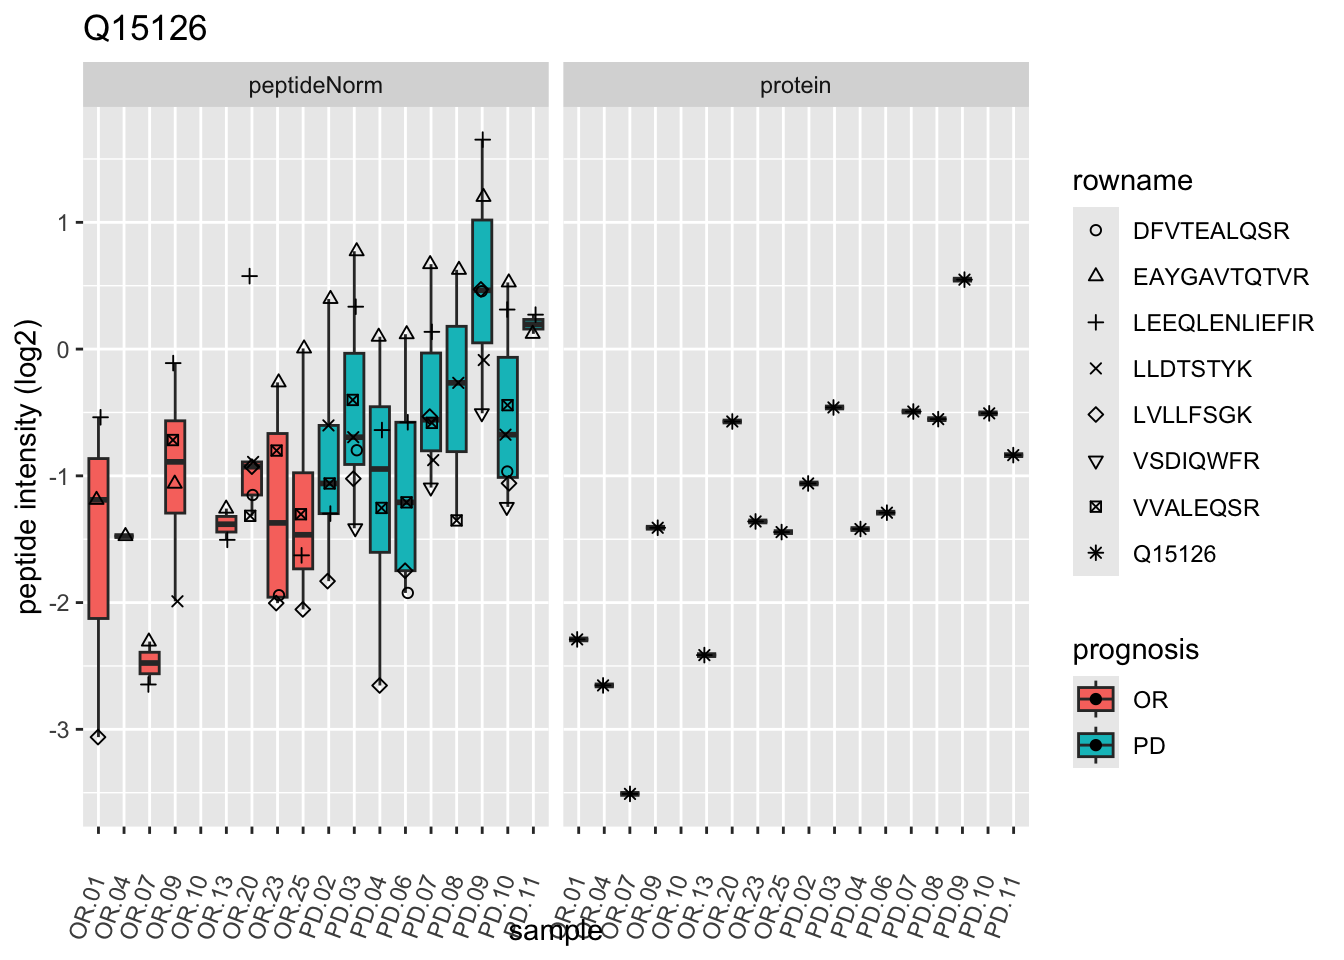 Q15126
peptideNorm
protein
peptide intensity (log2)
1
0
-1
-2
-3
OR.01
OR.04
OR.07
OR.09
OR.10
OR.13
OR.20
OR.23
OR.25
PD.02
PD.03
PD.04
PD.06
PD.07
PD.08
PD.09
PD.10
PD.11
OR.01
OR.04
OR.07
OR.09
OR.10
OR.13
OR.20
OR.23
OR.25
PD.02
PD.03
PD.04
PD.06
PD.07
PD.08
PD.09
PD.10
PD.11
sample
rowname
DFVTEALQSR
EAYGAVTQTVR
LEEQLENLIEFIR
LLDTSTYK
LVLLFSGK
VSDIQWFR
VVALEQSR
Q15126
prognosis
OR
PD